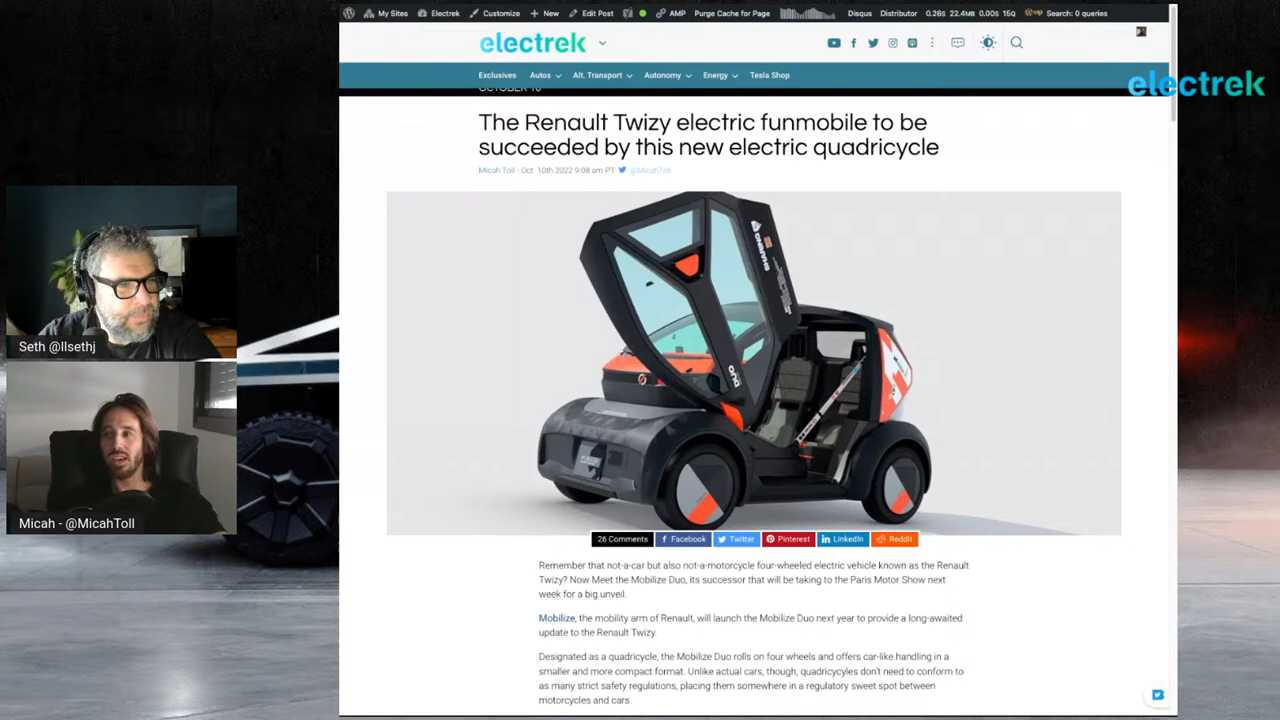 My Sites
Electrek
Customize
New
Edit Post
AMP
Purge Cache for Page
Disqus
Distributor
0.26S 22.4MB 0.00S 15Q
VIP
Search: 0 queries
electrek
Exclusives
Autos
Alt. Transport
Autonomy
Energy
Tesla Shop
electrek
OCTOBER 10
The Renault Twizy electric funmobile to be
succeeded by this new electric quadricycle
Micah Toll - Oct. 10th 2022 9:08 am PT
@MicahToll
SHARING
DUO
Seth @llsethj
Micah - @MicahToll
26 Comments
Facebook
Twitter
Pinterest
LinkedIn
Reddit
Remember that not-a-car but also not-a-motorcycle four-wheeled electric vehicle known as the Renault
Twizy? Now Meet the Mobilize Duo, its successor that will be taking to the Paris Motor Show next
week for a big unveil.
Mobilize, the mobility arm of Renault, will launch the Mobilize Duo next year to provide a long-awaited
update to the Renault Twizy.
Designated as a quadricycle, the Mobilize Duo rolls on four wheels and offers car-like handling in a
smaller and more compact format. Unlike actual cars, though, quadricycyles don't need to conform to
as many strict safety regulations, placing them somewhere in a regulatory sweet spot between
motorcycles and cars.